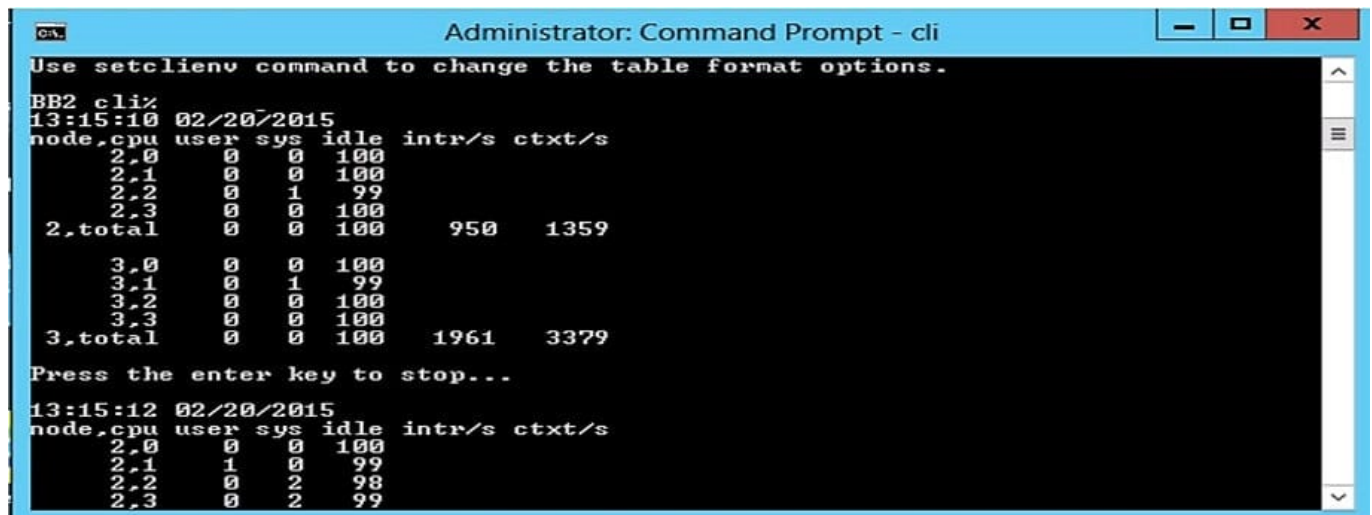 Administrator: Command Prompt - cli
Use setclienv command to change the table format options.
BB2 cli%
13:15:10 02/20/2015
node,cpu user sys idle intr/s ctxt/s
2,0 0 0 100
2,1 0 0 100
2,2 0 1 99
2,3 0 0 100
2,total 0 0 100 950 1359
3,0 0 0 100
3,1 0 1 99
3,2 0 0 100
3,3 0 0 100
3,total 0 0 100 1961 3379
Press the enter key to stop...
13:15:12 02/20/2015
node,cpu user sys idle intr/s ctxt/s
2,0 0 0 100
2,1 1 0 99
2,2 0 2 98
2,3 0 2 99